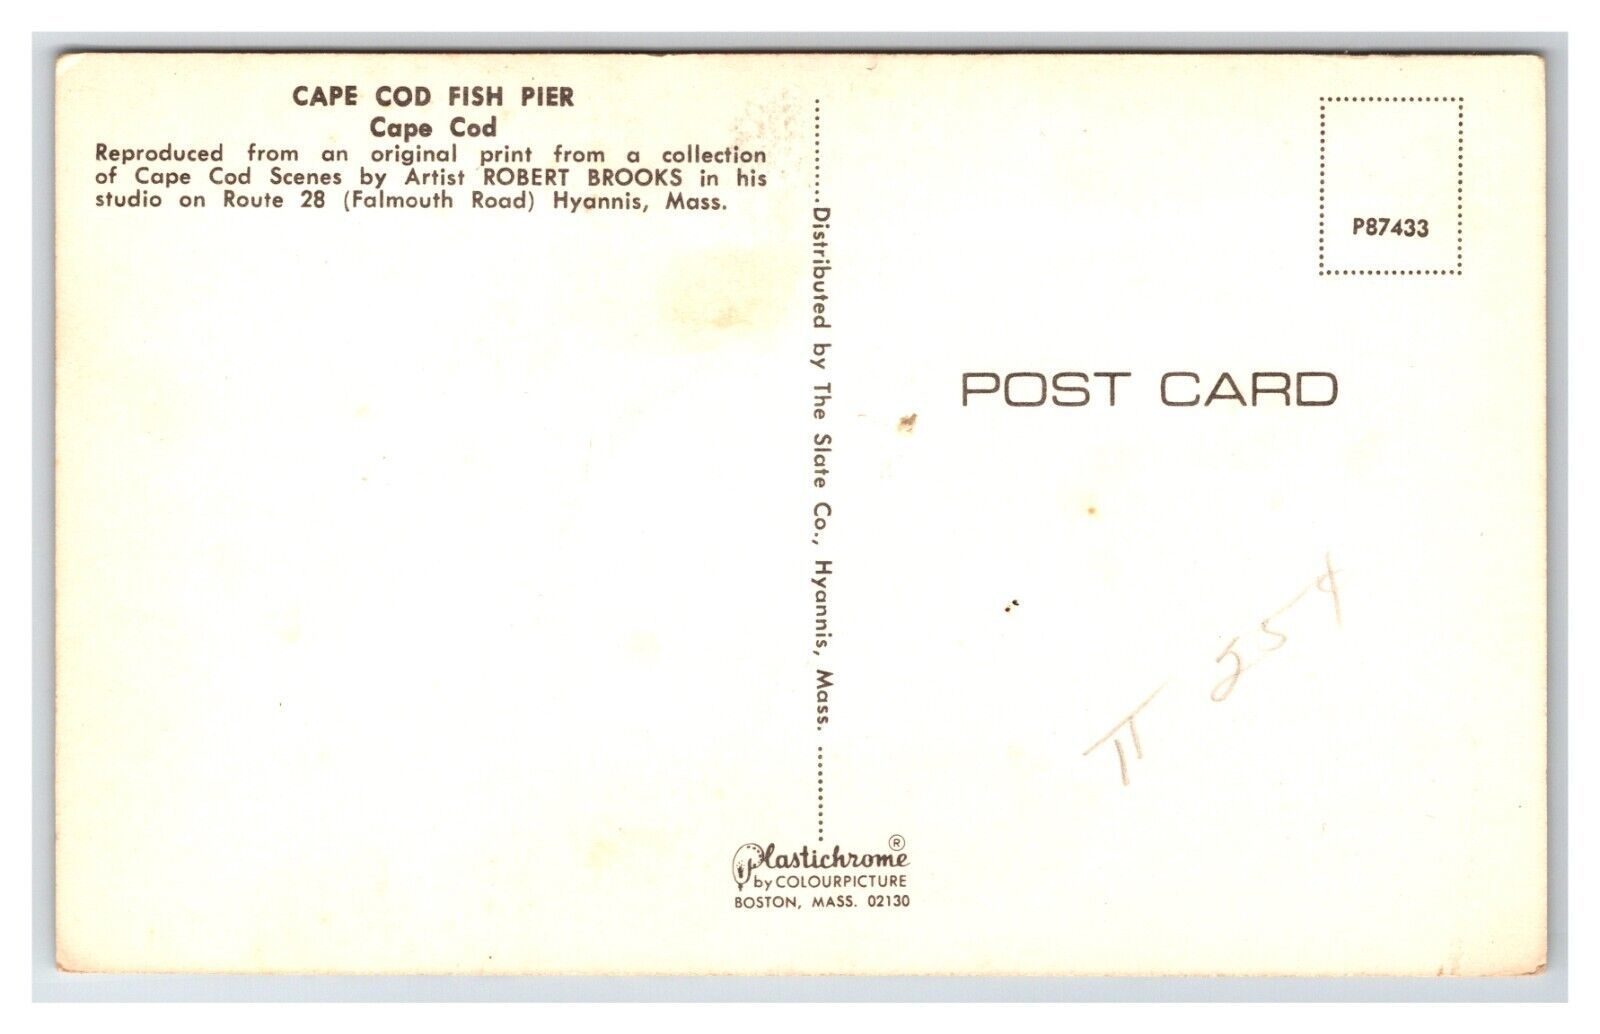 CAPE COD FISH PIER
Cape Cod
Reproduced from an original print from a collection
of Cape Cod Scenes by Artist ROBERT BROOKS in his
studio on Route 28 (Falmouth Road) Hyannis, Mass.
Distributed by The Slate Co., Hyannis, Mass.
P87433
POST CARD
π 554
Plastichrome ®
by COLOURPICTURE
BOSTON, MASS. 02130